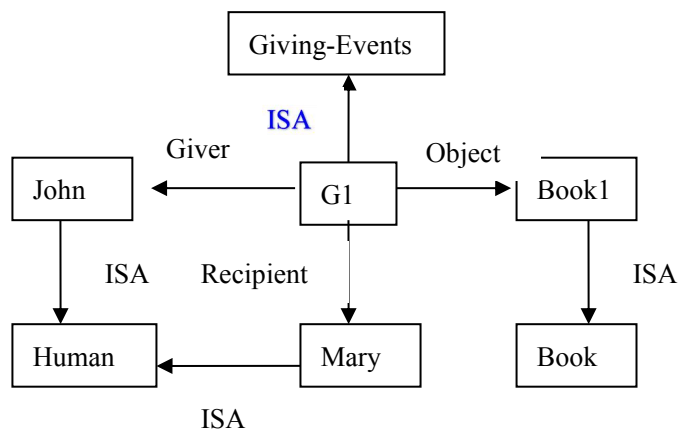 Giving-Events
ISA
Giver
Object
John
G1
Book1
ISA
Recipient
ISA
Human
Mary
Book
ISA